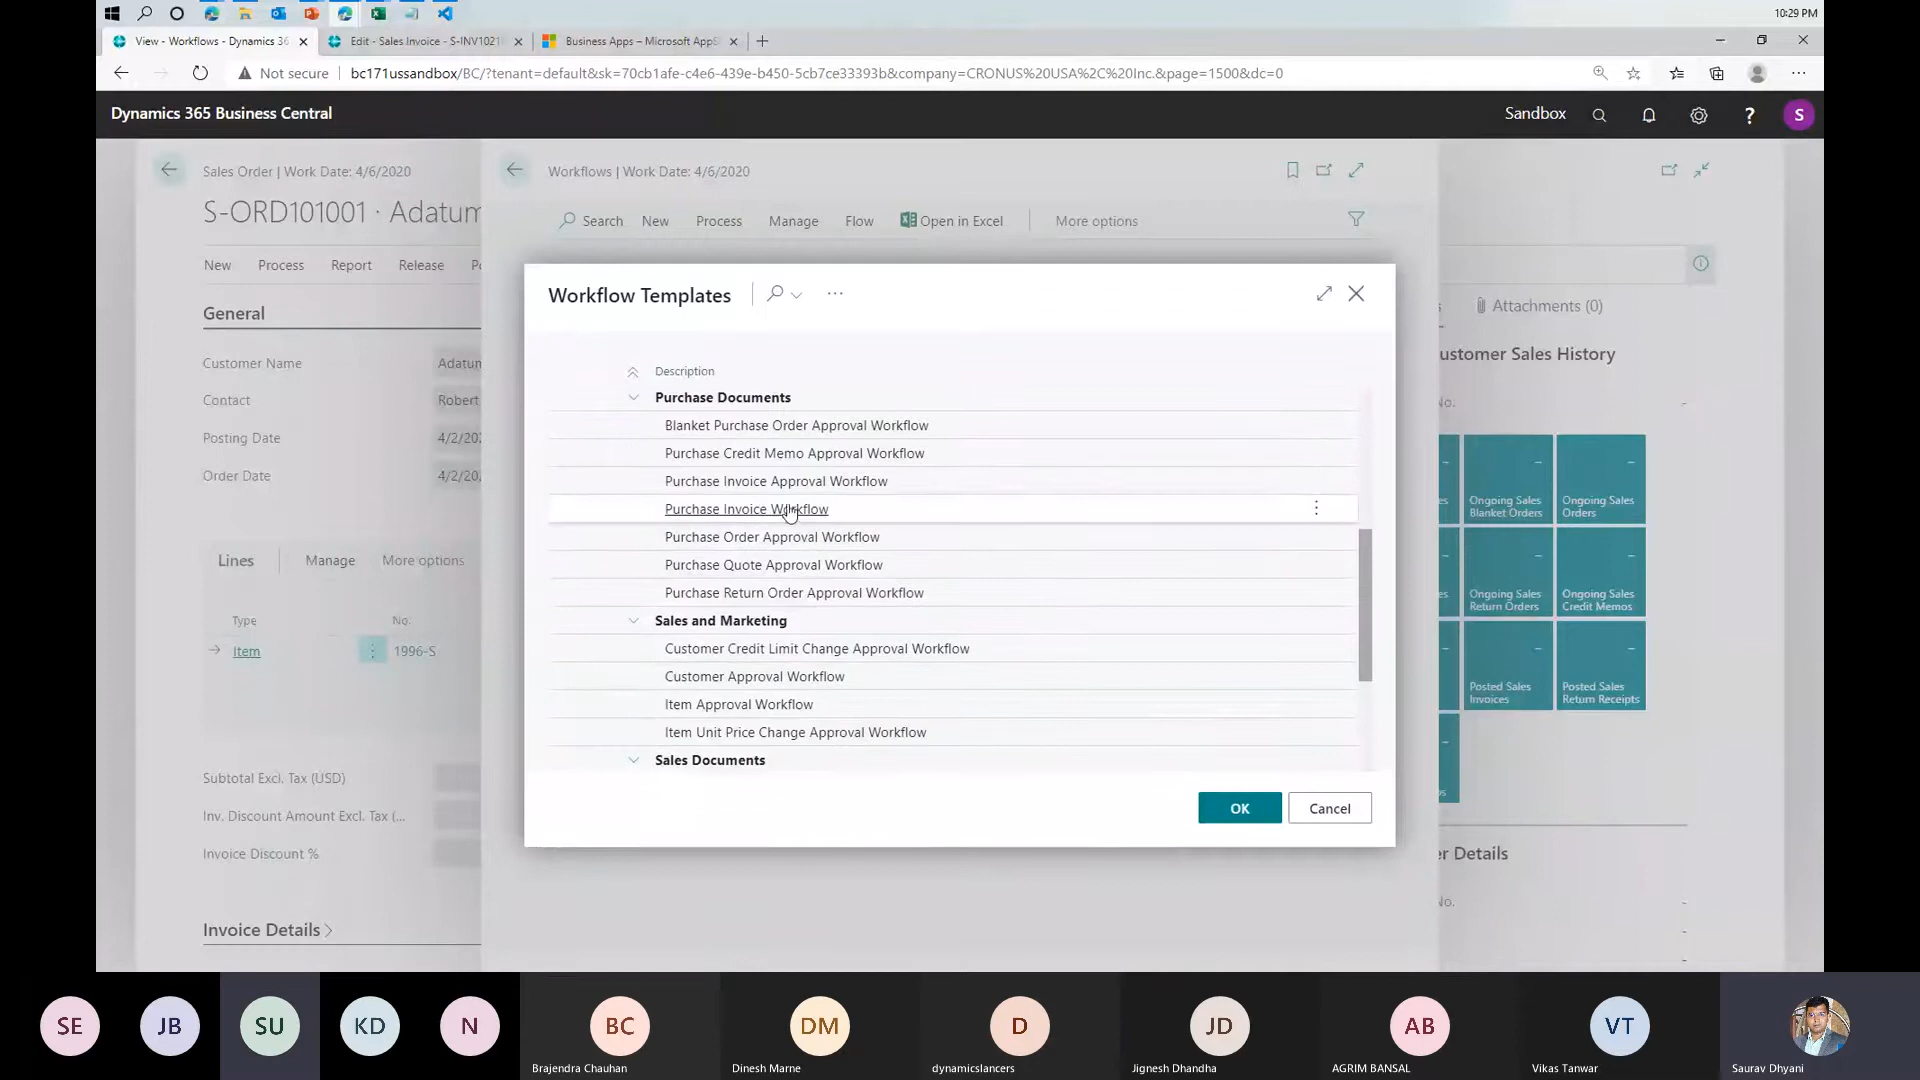 10:29 PM
View - Workflows - Dynamics 36
Edit - Sales Invoice - S-INV1021
Business Apps – Microsoft AppS
Not secure
bc171ussandbox/BC/?tenant=default&sk=70cb1afe-c4e6-439e-b450-5cb7ce33393b&company=CRONUS%20USA%2C%20Inc.&page=1500&dc=0
Dynamics 365 Business Central
Sandbox
?
S
Sales Order | Work Date: 4/6/2020
S-ORD101001 · Adatum
New Process Report Release
General
Customer Name Adatum
Contact Robert
Posting Date 4/2/202
Order Date 4/2/202
Lines Manage More options
Type No.
Item 1996-S
Subtotal Excl. Tax (USD)
Inv. Discount Amount Excl. Tax (...
Invoice Discount %
Invoice Details
Workflows | Work Date: 4/6/2020
Search New Process Manage Flow Open in Excel More options
Workflow Templates
Description
Purchase Documents
Blanket Purchase Order Approval Workflow
Purchase Credit Memo Approval Workflow
Purchase Invoice Approval Workflow
Purchase Invoice Workflow
Purchase Order Approval Workflow
Purchase Quote Approval Workflow
Purchase Return Order Approval Workflow
Sales and Marketing
Customer Credit Limit Change Approval Workflow
Customer Approval Workflow
Item Approval Workflow
Item Unit Price Change Approval Workflow
Sales Documents
OK Cancel
Attachments (0)
ustomer Sales History
No. -
Ongoing Sales Blanket Orders
Ongoing Sales Orders
Ongoing Sales Return Orders
Ongoing Sales Credit Memos
Posted Sales Invoices
Posted Sales Return Receipts
er Details
No. -
SE JB SU KD N BC DM D JD AB VT
Brajendra Chauhan
Dinesh Marne
dynamicslancers
Jignesh Dhandha
AGRIM BANSAL
Vikas Tanwar
Saurav Dhyani